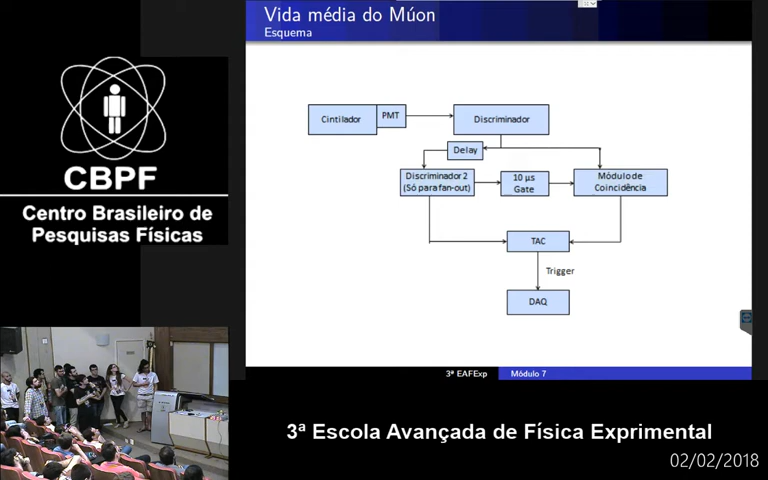 Vida média do Múon
Esquema
CBPF
Centro Brasileiro de
Pesquisas Físicas
Cintilador
PMT
Discriminador
Delay
Discriminador 2
(Só para fan-out)
10 μs
Gate
Módulo de
Coincidência
TAC
Trigger
DAQ
3ª EAFExp
Módulo 7
3ª Escola Avançada de Física Exprimental
02/02/2018